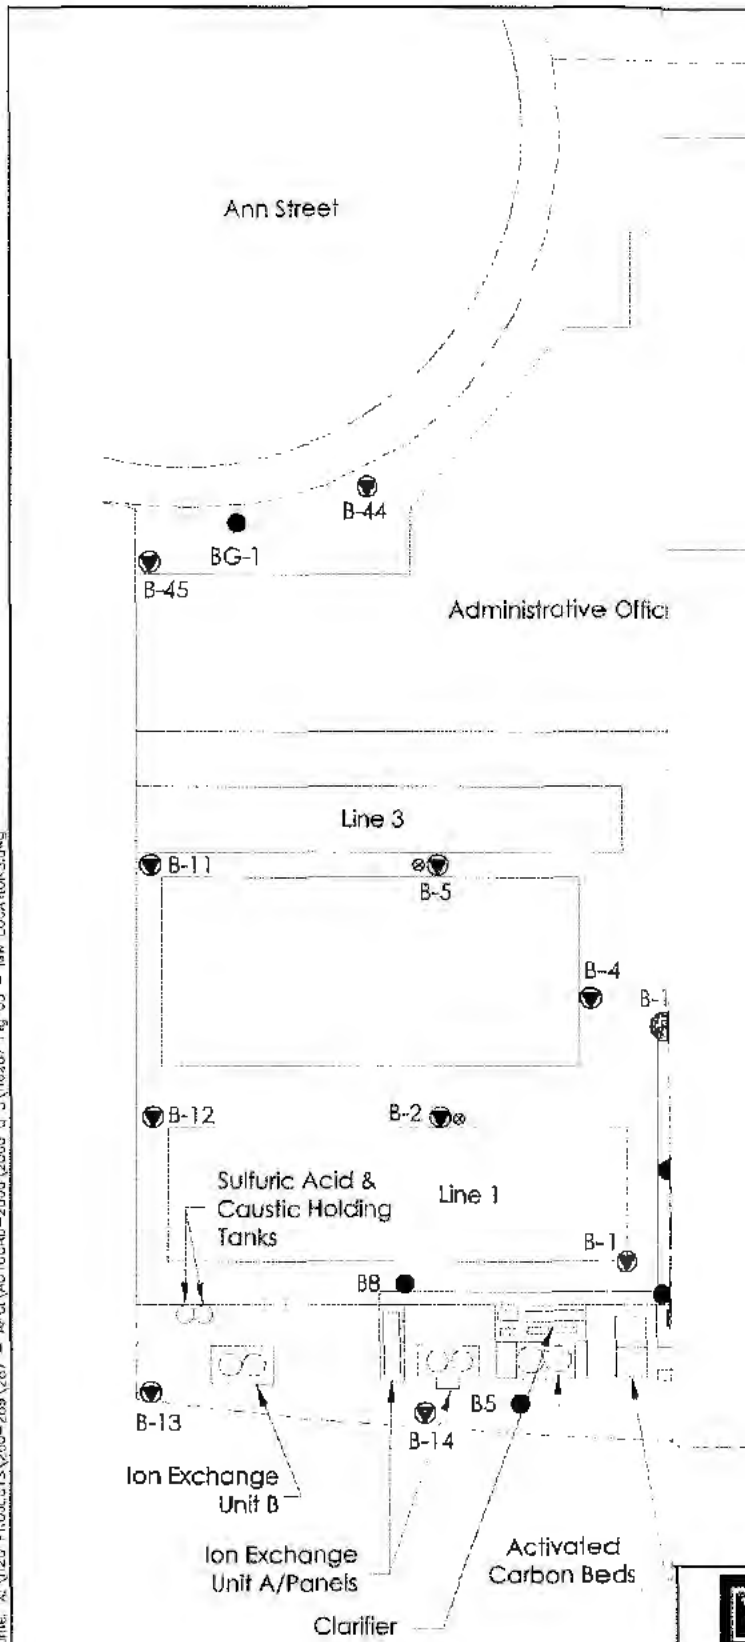 Ann Street
B-44
BG-1
B-45
Administrative Offic
Line 3
B-11
B-5
B-4
B-1
B-12
B-2
Sulfuric Acid &
Caustic Holding
Tanks
Line 1
B-1
B8
B-13
B5
B-14
Ion Exchange
Unit B
Ion Exchange
Unit A/Panels
Activated
Carbon Beds
Clarifier